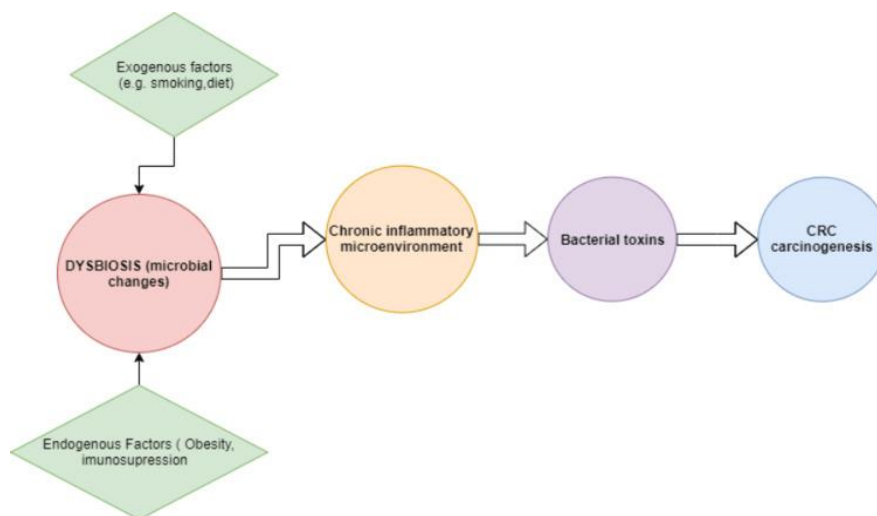 Exogenous factors
(e.g. smoking,diet)
DYSBIOSIS (microbial
changes)
Chronic inflammatory
microenvironment
Bacterial toxins
CRC
carcinogenesis
Endogenous Factors ( Obesity,
imunosupression